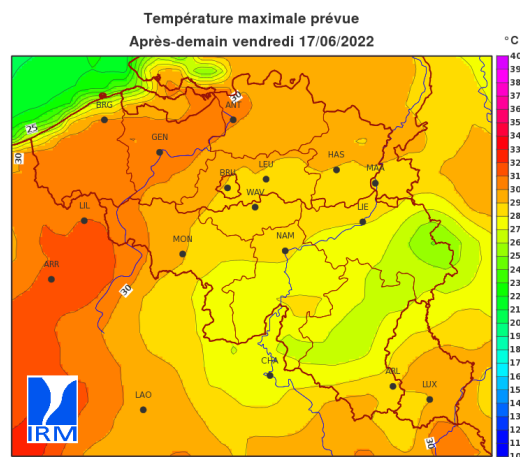 Température maximale prévue
Après-demain vendredi 17/06/2022
°C
40
39
38
37
36
35
34
33
32
31
30
29
28
27
26
25
24
23
22
21
20
19
18
17
16
15
14
13
12
11
10
BRG
30
ANT
25
GEN
30
BRU
LEU
HAS
MAA
WAV
LIL
LIE
MON
NAM
ARR
30
CHA
ARL
LUX
LAO
30
IRM